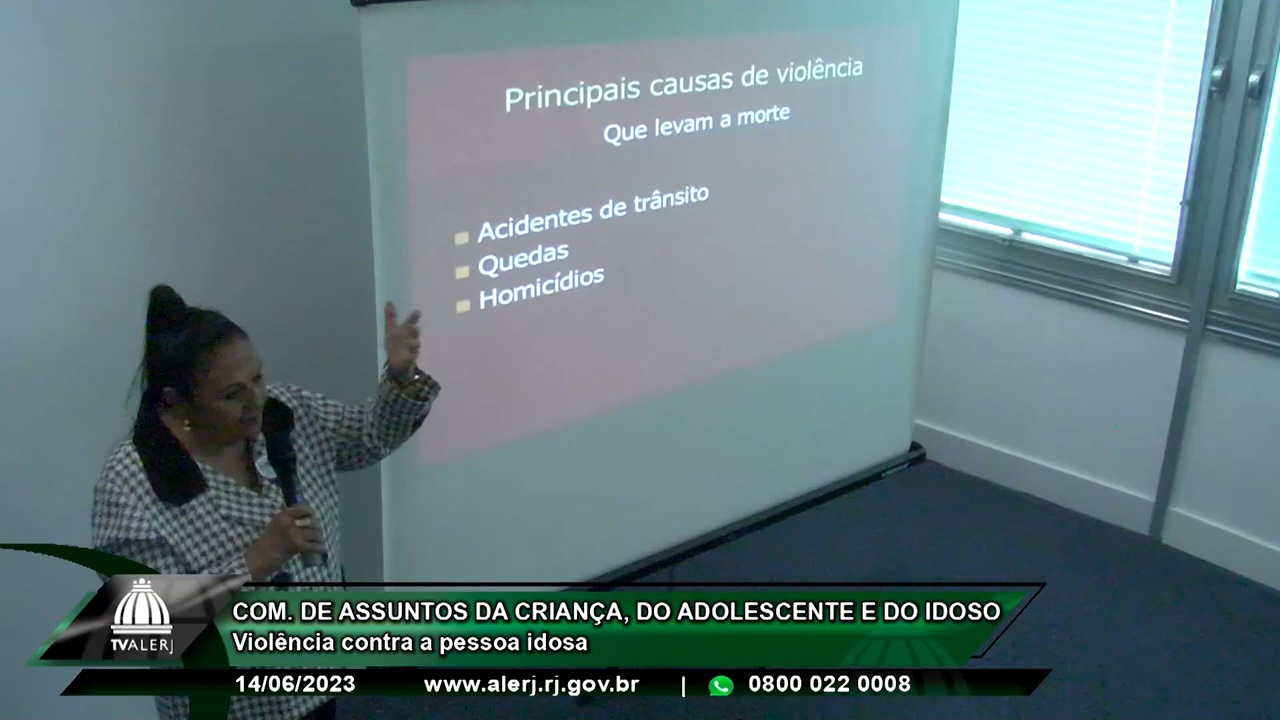 Principais causas de violência
Que levam a morte
Acidentes de trânsito
Quedas
Homicídios
COM. DE ASSUNTOS DA CRIANÇA, DO ADOLESCENTE E DO IDOSO
Violência contra a pessoa idosa
TVALERJ
14/06/2023 www.alerj.rj.gov.br | 0800 022 0008